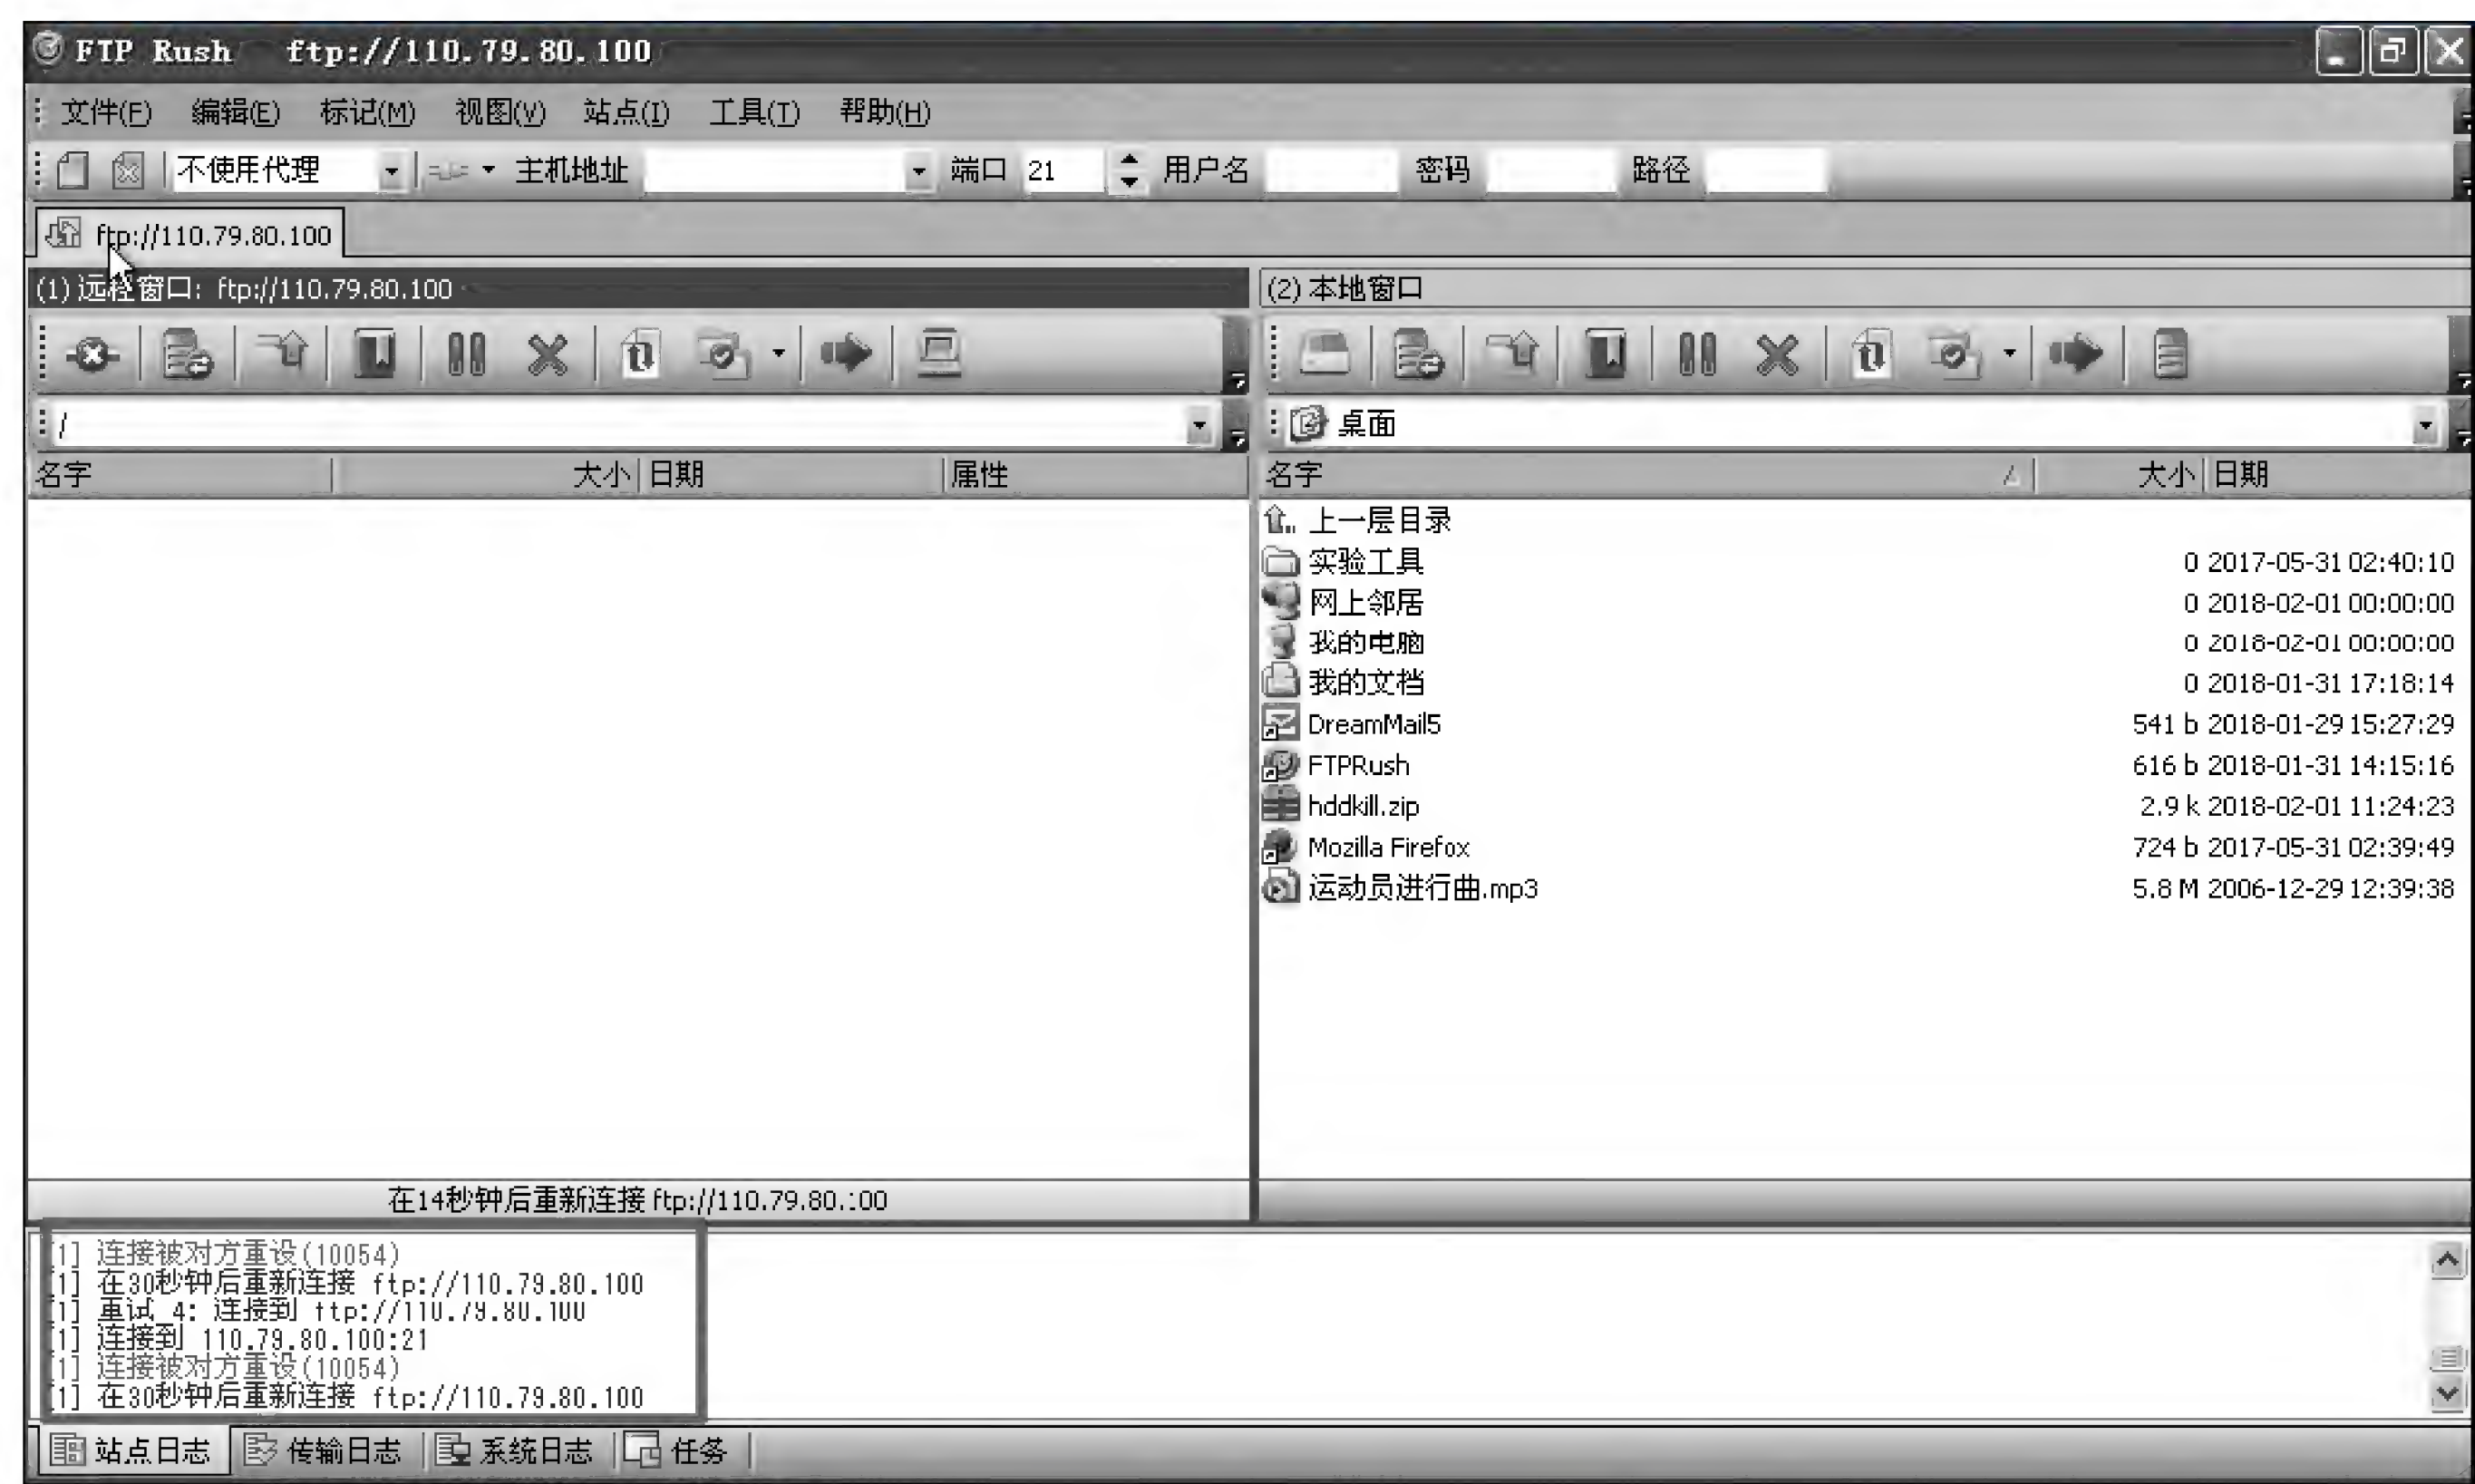 FTP Rush ftp://110.79.80.100
文件(F) 编辑(E) 标记(M) 视图(V) 站点(I) 工具(T) 帮助(H)
不使用代理 主机地址 端口 21 用户名 密码 路径
ftp://110.79.80.100
(1) 远程窗口: ftp://110.79.80.100
(2) 本地窗口
/
桌面
名字 大小 日期 属性
名字 大小 日期
上一层目录
实验工具 0 2017-05-31 02:40:10
网上邻居 0 2018-02-01 00:00:00
我的电脑 0 2018-02-01 00:00:00
我的文档 0 2018-01-31 17:18:14
DreamMail5 541 b 2018-01-29 15:27:29
FTPRush 616 b 2018-01-31 14:15:16
hddkill.zip 2.9 k 2018-02-01 11:24:23
Mozilla Firefox 724 b 2017-05-31 02:39:49
运动员进行曲.mp3 5.8 M 2006-12-29 12:39:38
在14秒钟后重新连接 ftp://110.79.80.100
[1] 连接被对方重设(10054)
[1] 在30秒钟后重新连接 ftp://110.79.80.100
[1] 重试 4: 连接到 ftp://110.79.80.100
[1] 连接到 110.79.80.100:21
[1] 连接被对方重设(10054)
[1] 在30秒钟后重新连接 ftp://110.79.80.100
站点日志 传输日志 系统日志 任务